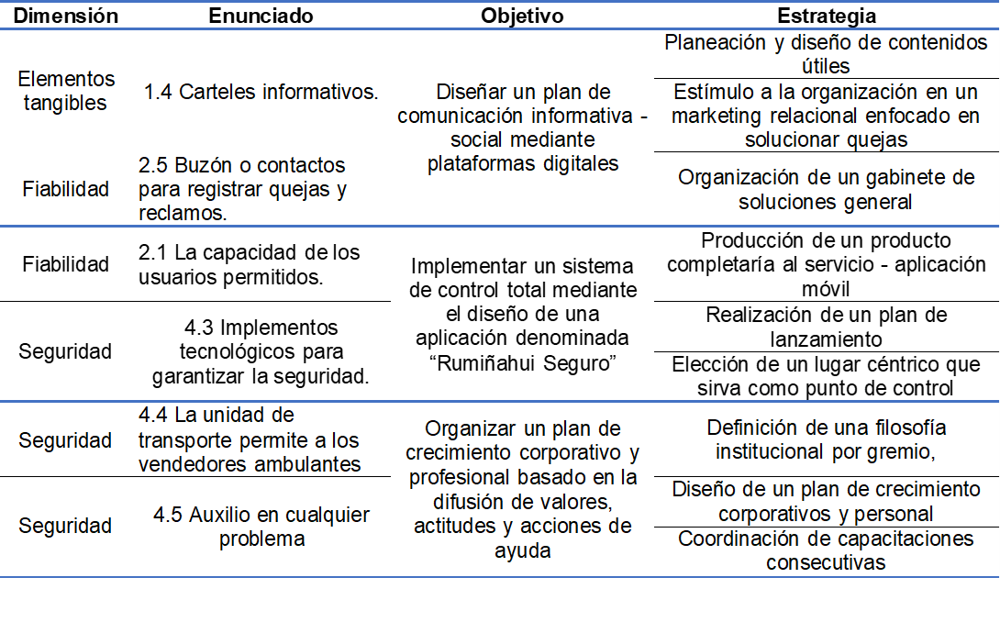 Dimensión Enunciado Objetivo Estrategia
Elementos
tangibles
1.4 Carteles informativos.
Fiabilidad
2.5 Buzón o contactos
para registrar quejas y
reclamos.
Diseñar un plan de
comunicación informativa -
social mediante
plataformas digitales
Planeación y diseño de contenidos
útiles
Estímulo a la organización en un
marketing relacional enfocado en
solucionar quejas
Organización de un gabinete de
soluciones general
Fiabilidad
2.1 La capacidad de los
usuarios permitidos.
Seguridad
4.3 Implementos
tecnológicos para
garantizar la seguridad.
Implementar un sistema
de control total mediante
el diseño de una
aplicación denominada
“Rumiñahui Seguro”
Producción de un producto
completaría al servicio - aplicación
móvil
Realización de un plan de
lanzamiento
Elección de un lugar céntrico que
sirva como punto de control
Seguridad
4.4 La unidad de
transporte permite a los
vendedores ambulantes
Seguridad
4.5 Auxilio en cualquier
problema
Organizar un plan de
crecimiento corporativo y
profesional basado en la
difusión de valores,
actitudes y acciones de
ayuda
Definición de una filosofía
institucional por gremio,
Diseño de un plan de crecimiento
corporativos y personal
Coordinación de capacitaciones
consecutivas